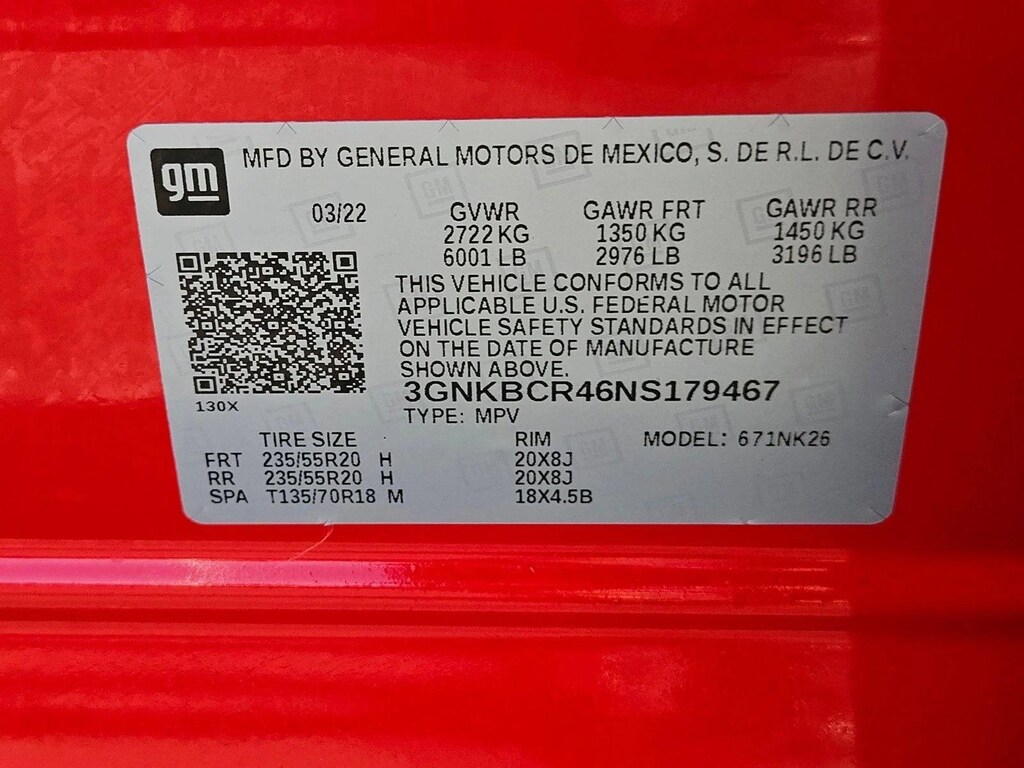 gm MFD BY GENERAL MOTORS DE MEXICO, S. DE R.L. DE C.V.
03/22 GVWR GAWR FRT GAWR RR
2722 KG 1350 KG 1450 KG
6001 LB 2976 LB 3196 LB
THIS VEHICLE CONFORMS TO ALL
APPLICABLE U.S. FEDERAL MOTOR
VEHICLE SAFETY STANDARDS IN EFFECT
ON THE DATE OF MANUFACTURE
SHOWN ABOVE.
3GNKBCR46NS179467
130X
TYPE: MPV
TIRE SIZE RIM MODEL: 671NK26
FRT 235/55R20 H 20X8J
RR 235/55R20 H 20X8J
SPA T135/70R18 M 18X4.5B